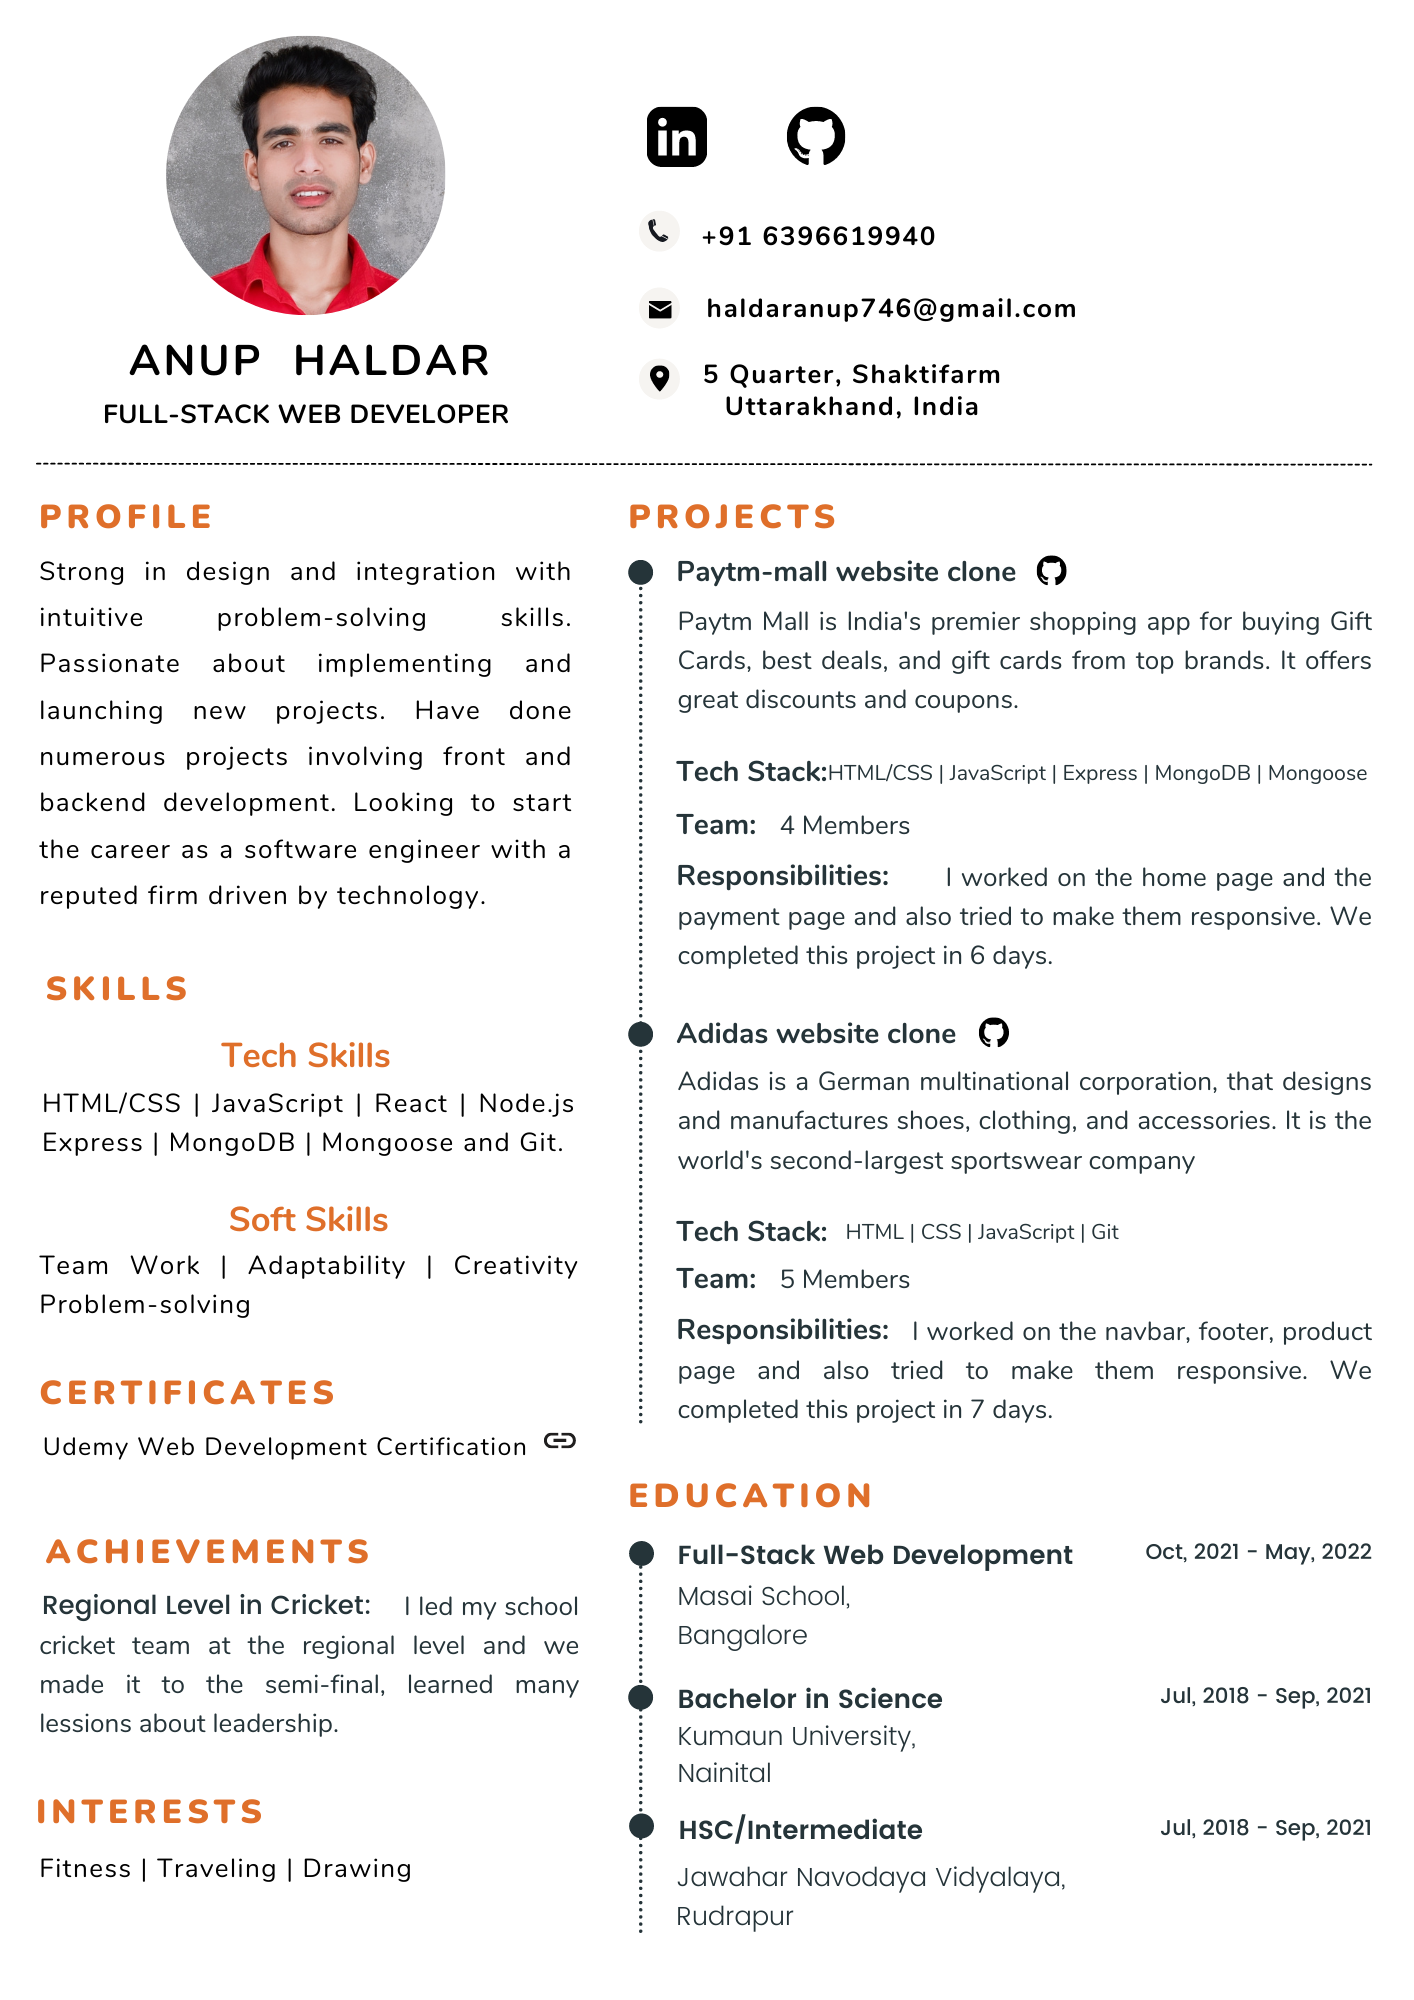 ANUP HALDAR
FULL-STACK WEB DEVELOPER
in
+91 6396619940
haldaranup746@gmail.com
5 Quarter, Shaktifarm
Uttarakhand, India
PROFILE
Strong in design and integration with
intuitive problem-solving skills.
Passionate about implementing and
launching new projects. Have done
numerous projects involving front and
backend development. Looking to start
the career as a software engineer with a
reputed firm driven by technology.
SKILLS
Tech Skills
HTML/CSS | JavaScript | React | Node.js
Express | MongoDB | Mongoose and Git.
Soft Skills
Team Work | Adaptability | Creativity
Problem-solving
CERTIFICATES
Udemy Web Development Certification
ACHIEVEMENTS
Regional Level in Cricket: I led my school
cricket team at the regional level and we
made it to the semi-final, learned many
lessions about leadership.
INTERESTS
Fitness | Traveling | Drawing
PROJECTS
Paytm-mall website clone
Paytm Mall is India's premier shopping app for buying Gift
Cards, best deals, and gift cards from top brands. It offers
great discounts and coupons.
Tech Stack:HTML/CSS | JavaScript | Express | MongoDB | Mongoose
Team: 4 Members
Responsibilities: I worked on the home page and the
payment page and also tried to make them responsive. We
completed this project in 6 days.
Adidas website clone
Adidas is a German multinational corporation, that designs
and manufactures shoes, clothing, and accessories. It is the
world's second-largest sportswear company
Tech Stack: HTML | CSS | JavaScript | Git
Team: 5 Members
Responsibilities: I worked on the navbar, footer, product
page and also tried to make them responsive. We
completed this project in 7 days.
EDUCATION
Full-Stack Web Development Oct, 2021 - May, 2022
Masai School,
Bangalore
Bachelor in Science Jul, 2018 - Sep, 2021
Kumaun University,
Nainital
HSC/Intermediate Jul, 2018 - Sep, 2021
Jawahar Navodaya Vidyalaya,
Rudrapur